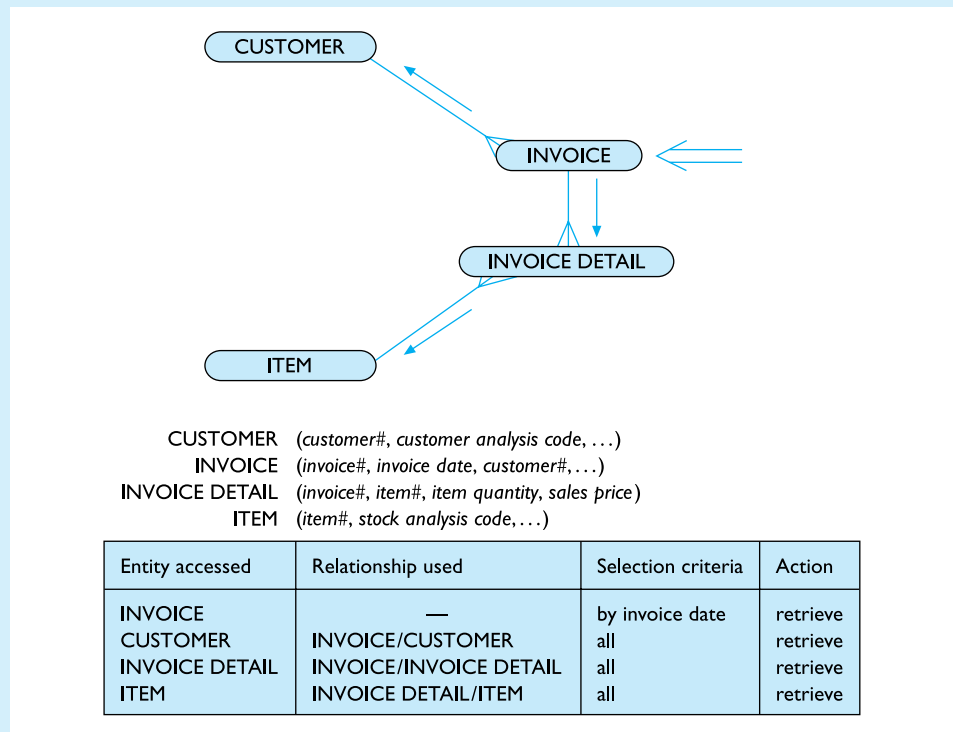 CUSTOMER
INVOICE
INVOICE DETAIL
ITEM
CUSTOMER (customer#, customer analysis code, . . .)
INVOICE (invoice#, invoice date, customer#, . . .)
INVOICE DETAIL (invoice#, item#, item quantity, sales price)
ITEM (item#, stock analysis code, . . .)
Entity accessed Relationship used Selection criteria Action
INVOICE — by invoice date retrieve
CUSTOMER INVOICE/CUSTOMER all retrieve
INVOICE DETAIL INVOICE/INVOICE DETAIL all retrieve
ITEM INVOICE DETAIL/ITEM all retrieve